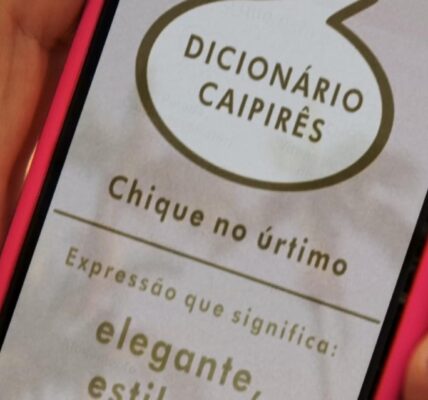 DICIONÁRIO
CAIPIRÊS
Chique no úrtimo
Expressão que significa:
elegante,